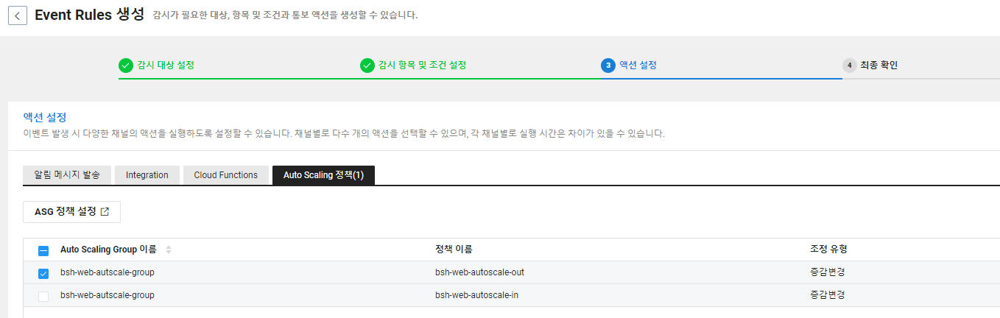 Event Rules 생성 감시가 필요한 대상, 항목 및 조건과 통보 액션을 생성할 수 있습니다.
감시 대상 설정 감시 항목 및 조건 설정 3 액션 설정 4 최종 확인
액션 설정
이벤트 발생 시 다양한 채널의 액션을 실행하도록 설정할 수 있습니다. 채널별로 다수 개의 액션을 선택할 수 있으며, 각 채널별로 실행 시간은 차이가 있을 수 있습니다.
알림 메시지 발송 Integration Cloud Functions Auto Scaling 정책(1)
ASG 정책 설정
Auto Scaling Group 이름 정책 이름 조정 유형
bsh-web-autscale-group bsh-web-autoscale-out 증감변경
bsh-web-autscale-group bsh-web-autoscale-in 증감변경